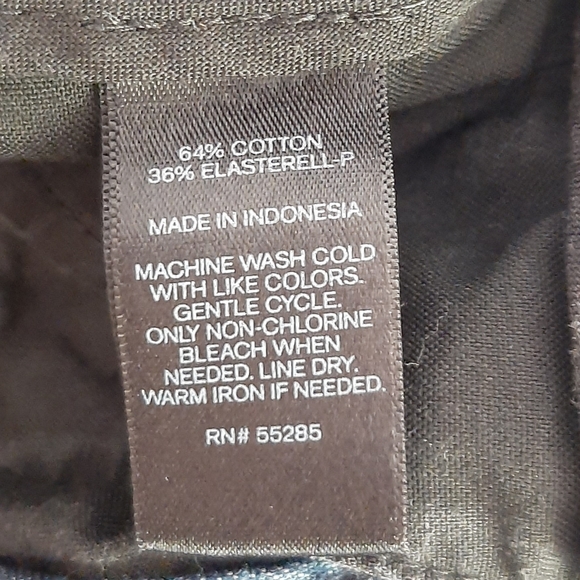 64% COTTON
36% ELASTERELL-P
MADE IN INDONESIA
MACHINE WASH COLD
WITH LIKE COLORS.
GENTLE CYCLE.
ONLY NON-CHLORINE
BLEACH WHEN
NEEDED. LINE DRY.
WARM IRON IF NEEDED.
RN# 55285